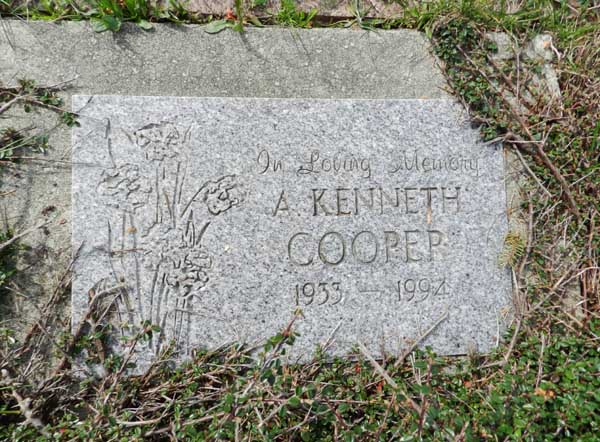 In Loving Memory
A. KENNETH
COOPER
1933 — 1994